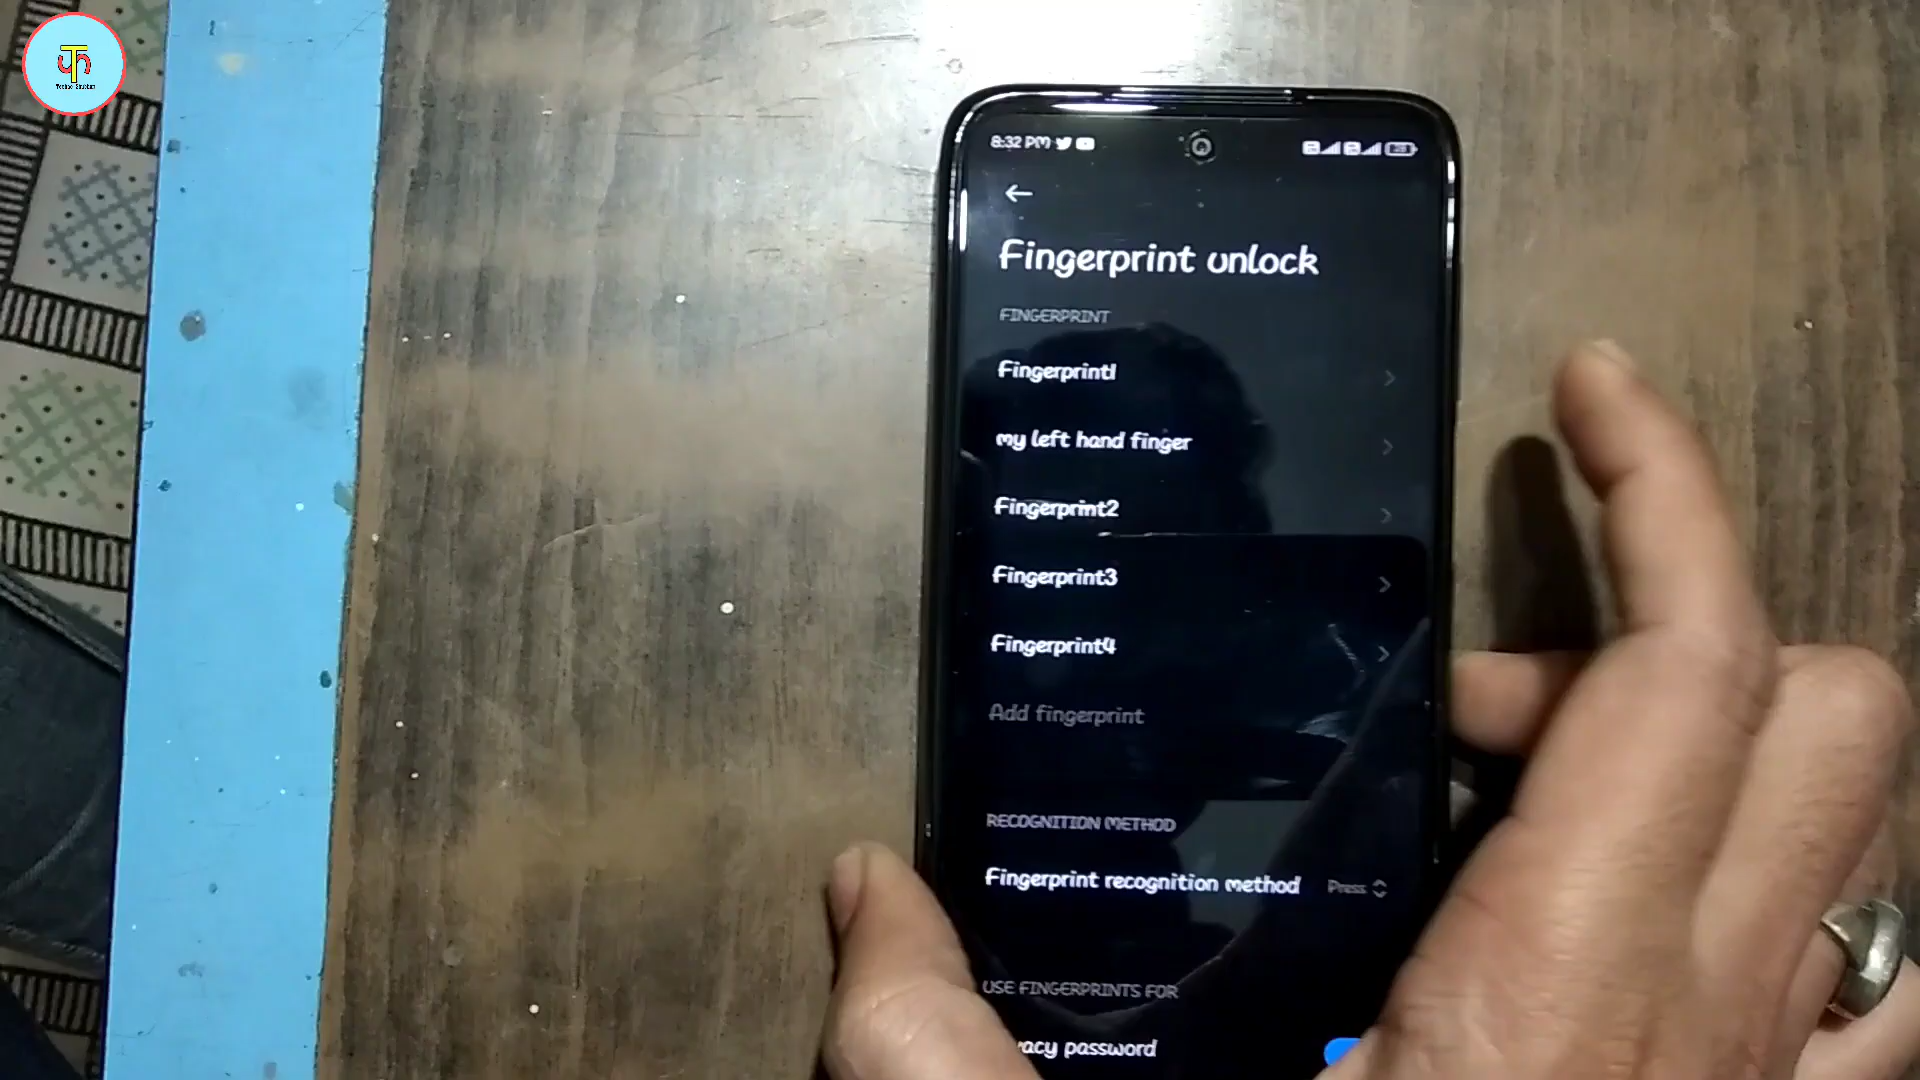 8:32 PM
Fingerprint unlock
FINGERPRINT
Fingerprint1
my left hand finger
Fingerprint2
Fingerprint3
Fingerprint4
Add fingerprint
RECOGNITION METHOD
Fingerprint recognition method Press
USE FINGERPRINTS FOR
acy password